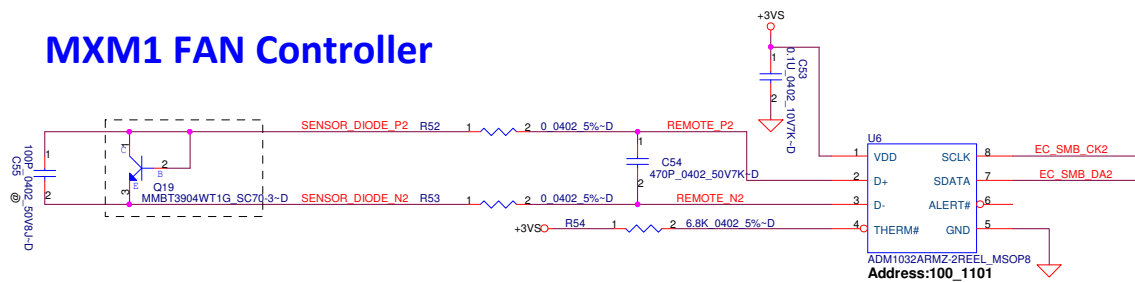 MXM1 FAN Controller
+3VS
1
C53
0.1U_0402_10V7K~D
2
SENSOR_DIODE_P2 R52 1 2 0_0402_5%~D REMOTE_P2
1
C55
100P_0402_50V8J~D
2
@
1
C
2
B
E
3
Q19
MMBT3904WT1G_SC70-3~D
1
C54
470P_0402_50V7K~D
2
SENSOR_DIODE_N2 R53 1 2 0_0402_5%~D REMOTE_N2
+3VS R54 1 2 6.8K_0402_5%~D
U6
1 VDD SCLK 8 EC_SMB_CK2
2 D+ SDATA 7 EC_SMB_DA2
3 D- ALERT# 6
4 THERM# GND 5
ADM1032ARMZ-2REEL_MSOP8
Address:100_1101